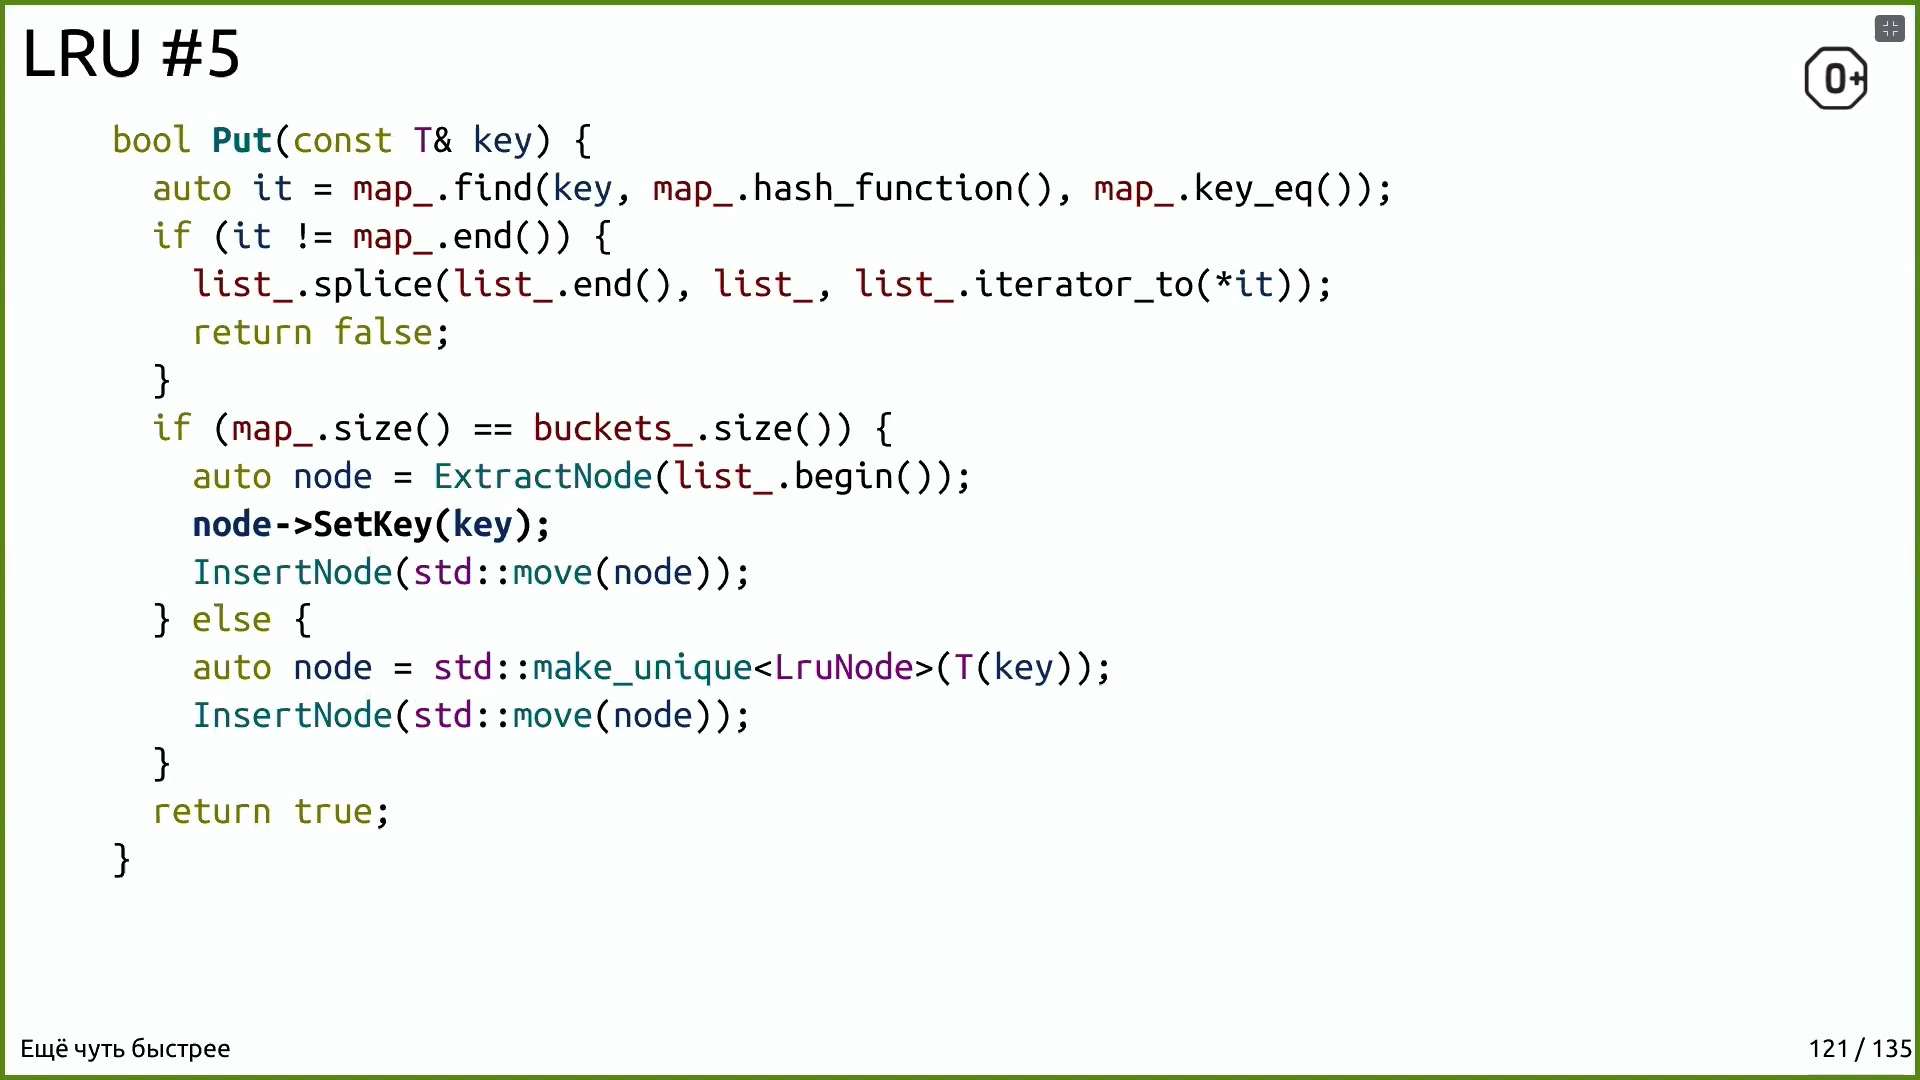 LRU #5
0+
bool Put(const T& key) {
  auto it = map_.find(key, map_.hash_function(), map_.key_eq());
  if (it != map_.end()) {
    list_.splice(list_.end(), list_, list_.iterator_to(*it));
    return false;
  }
  if (map_.size() == buckets_.size()) {
    auto node = ExtractNode(list_.begin());
    node->SetKey(key);
    InsertNode(std::move(node));
  } else {
    auto node = std::make_unique<LruNode>(T(key));
    InsertNode(std::move(node));
  }
  return true;
}
Ещё чуть быстрее
121 / 135